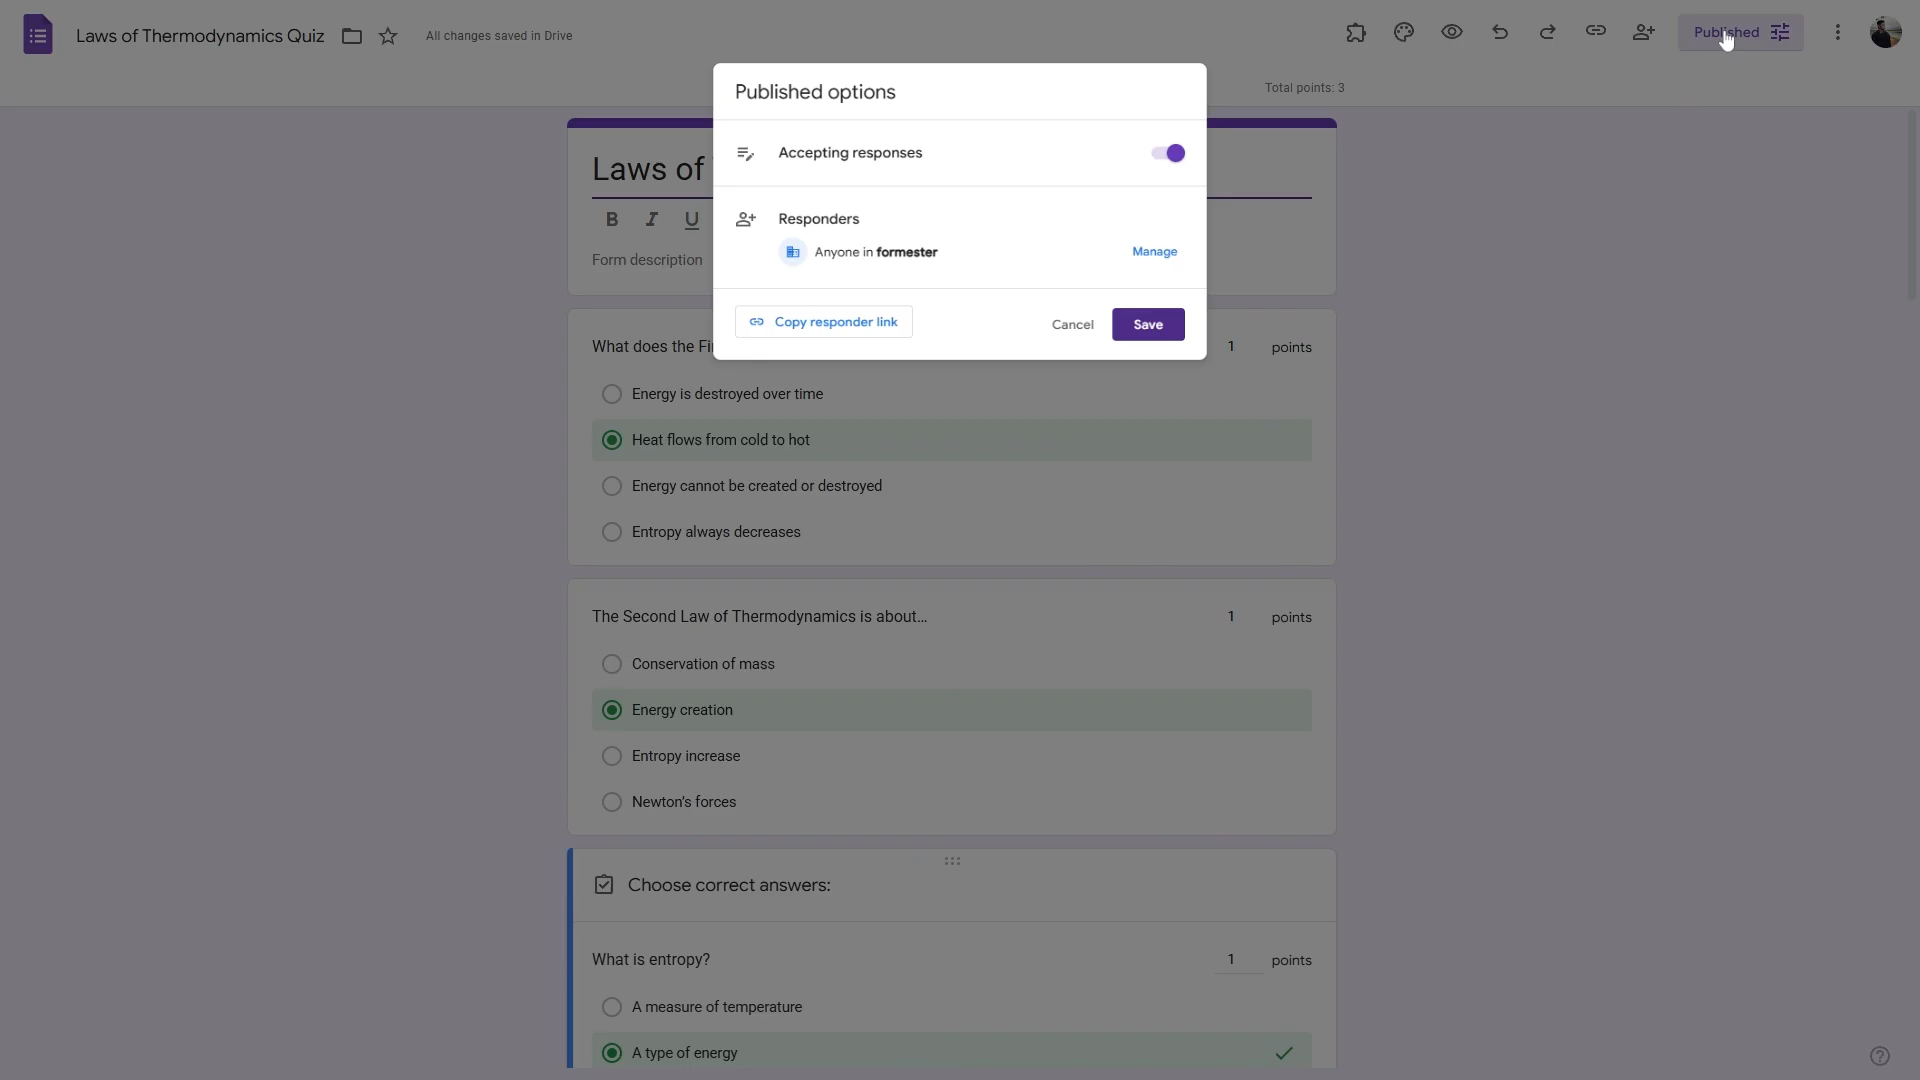 Laws of Thermodynamics Quiz
All changes saved in Drive
Published
Total points: 3
Published options
Accepting responses
Responders
Anyone in formester
Manage
Copy responder link
Cancel
Save
Laws of
B I U
Form description
What does the Fi
1 points
Energy is destroyed over time
Heat flows from cold to hot
Energy cannot be created or destroyed
Entropy always decreases
The Second Law of Thermodynamics is about...
1 points
Conservation of mass
Energy creation
Entropy increase
Newton's forces
Choose correct answers:
What is entropy?
1 points
A measure of temperature
A type of energy